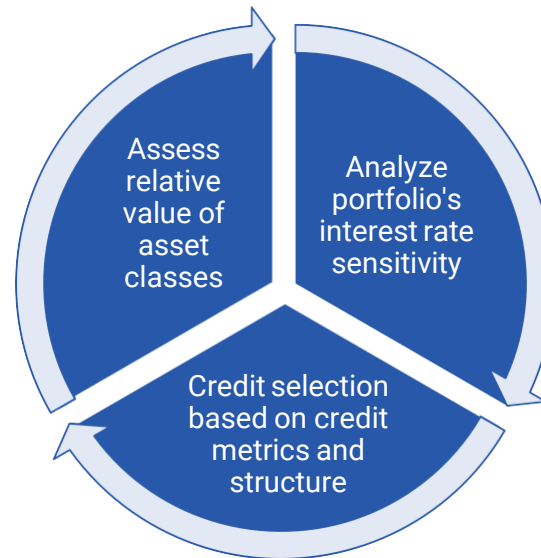 Assess
relative
value of
asset
classes
Analyze
portfolio's
interest rate
sensitivity
Credit selection
based on credit
metrics and
structure